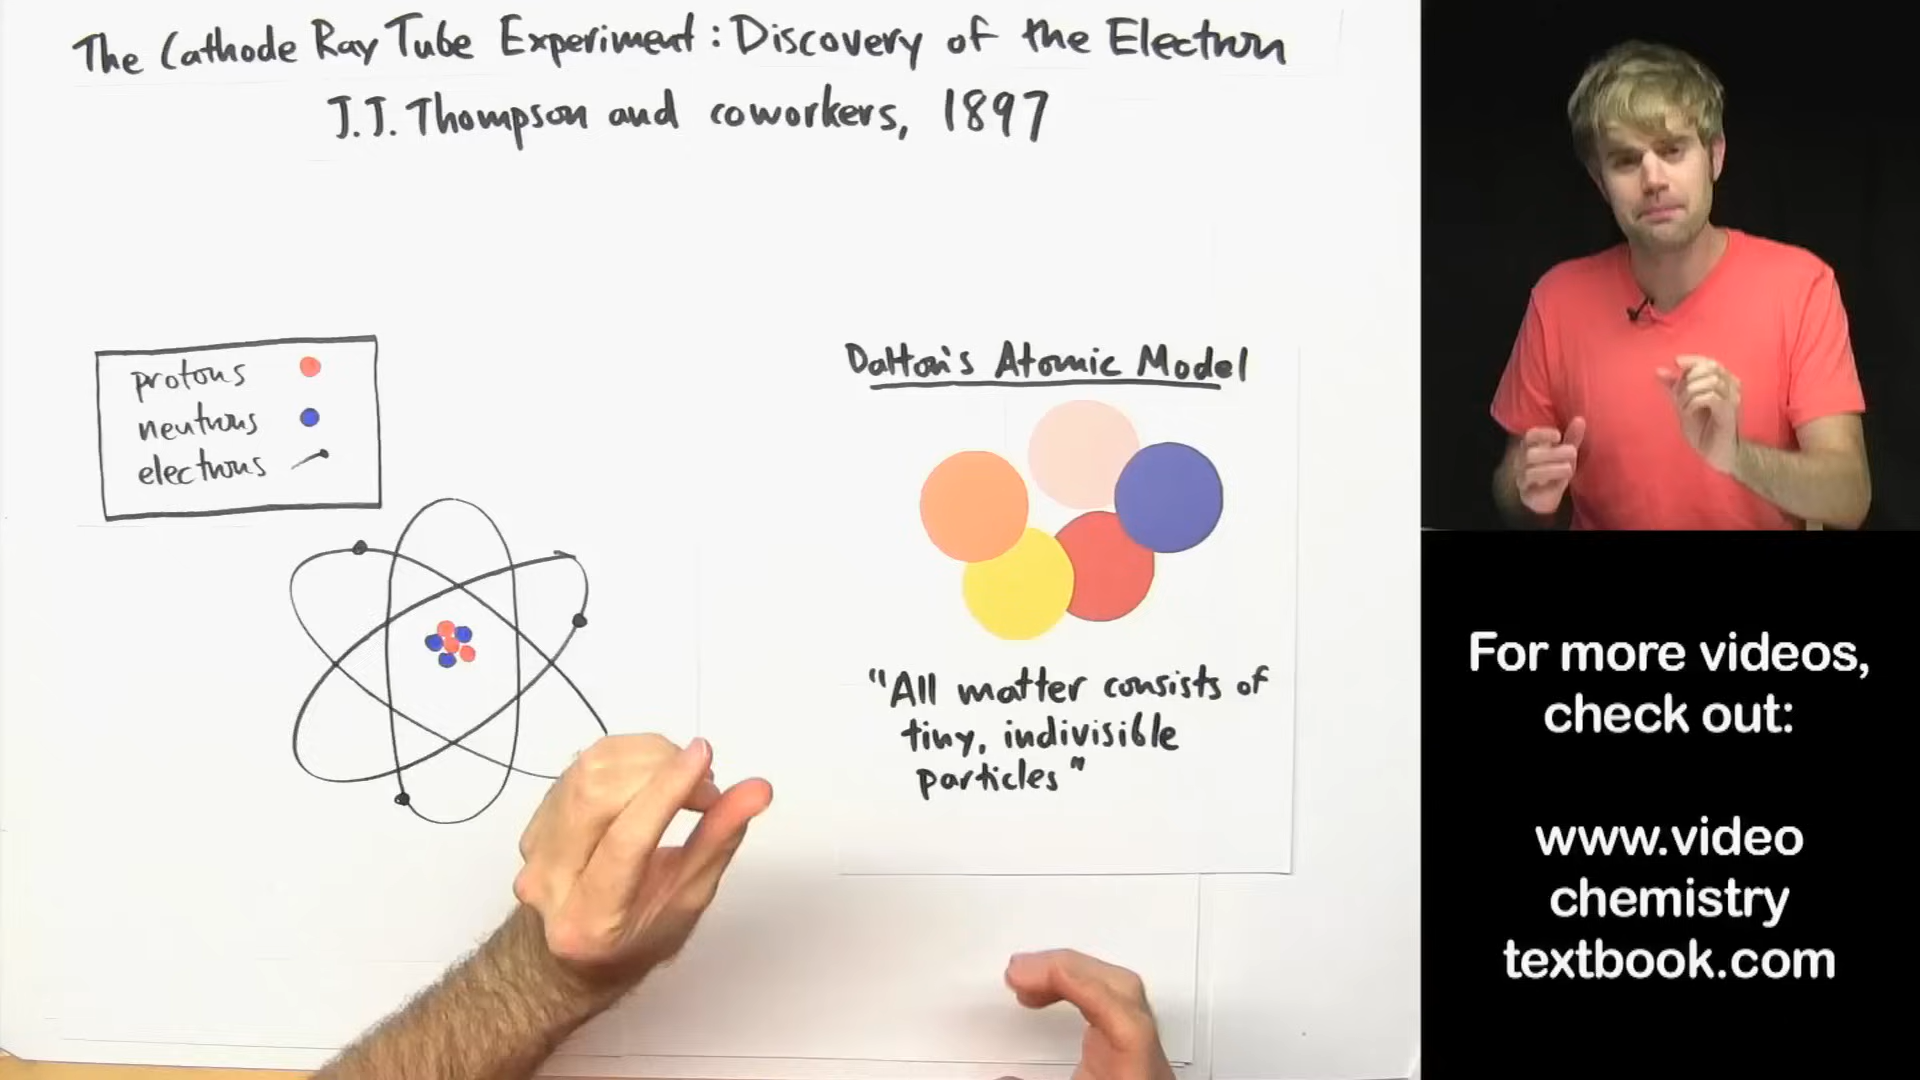 The Cathode Ray Tube Experiment: Discovery of the Electron
J.J. Thompson and coworkers, 1897
protons
neutrons
electrons
Dalton's Atomic Model
"All matter consists of
tiny, indivisible
particles"
For more videos,
check out:
www.video
chemistry
textbook.com